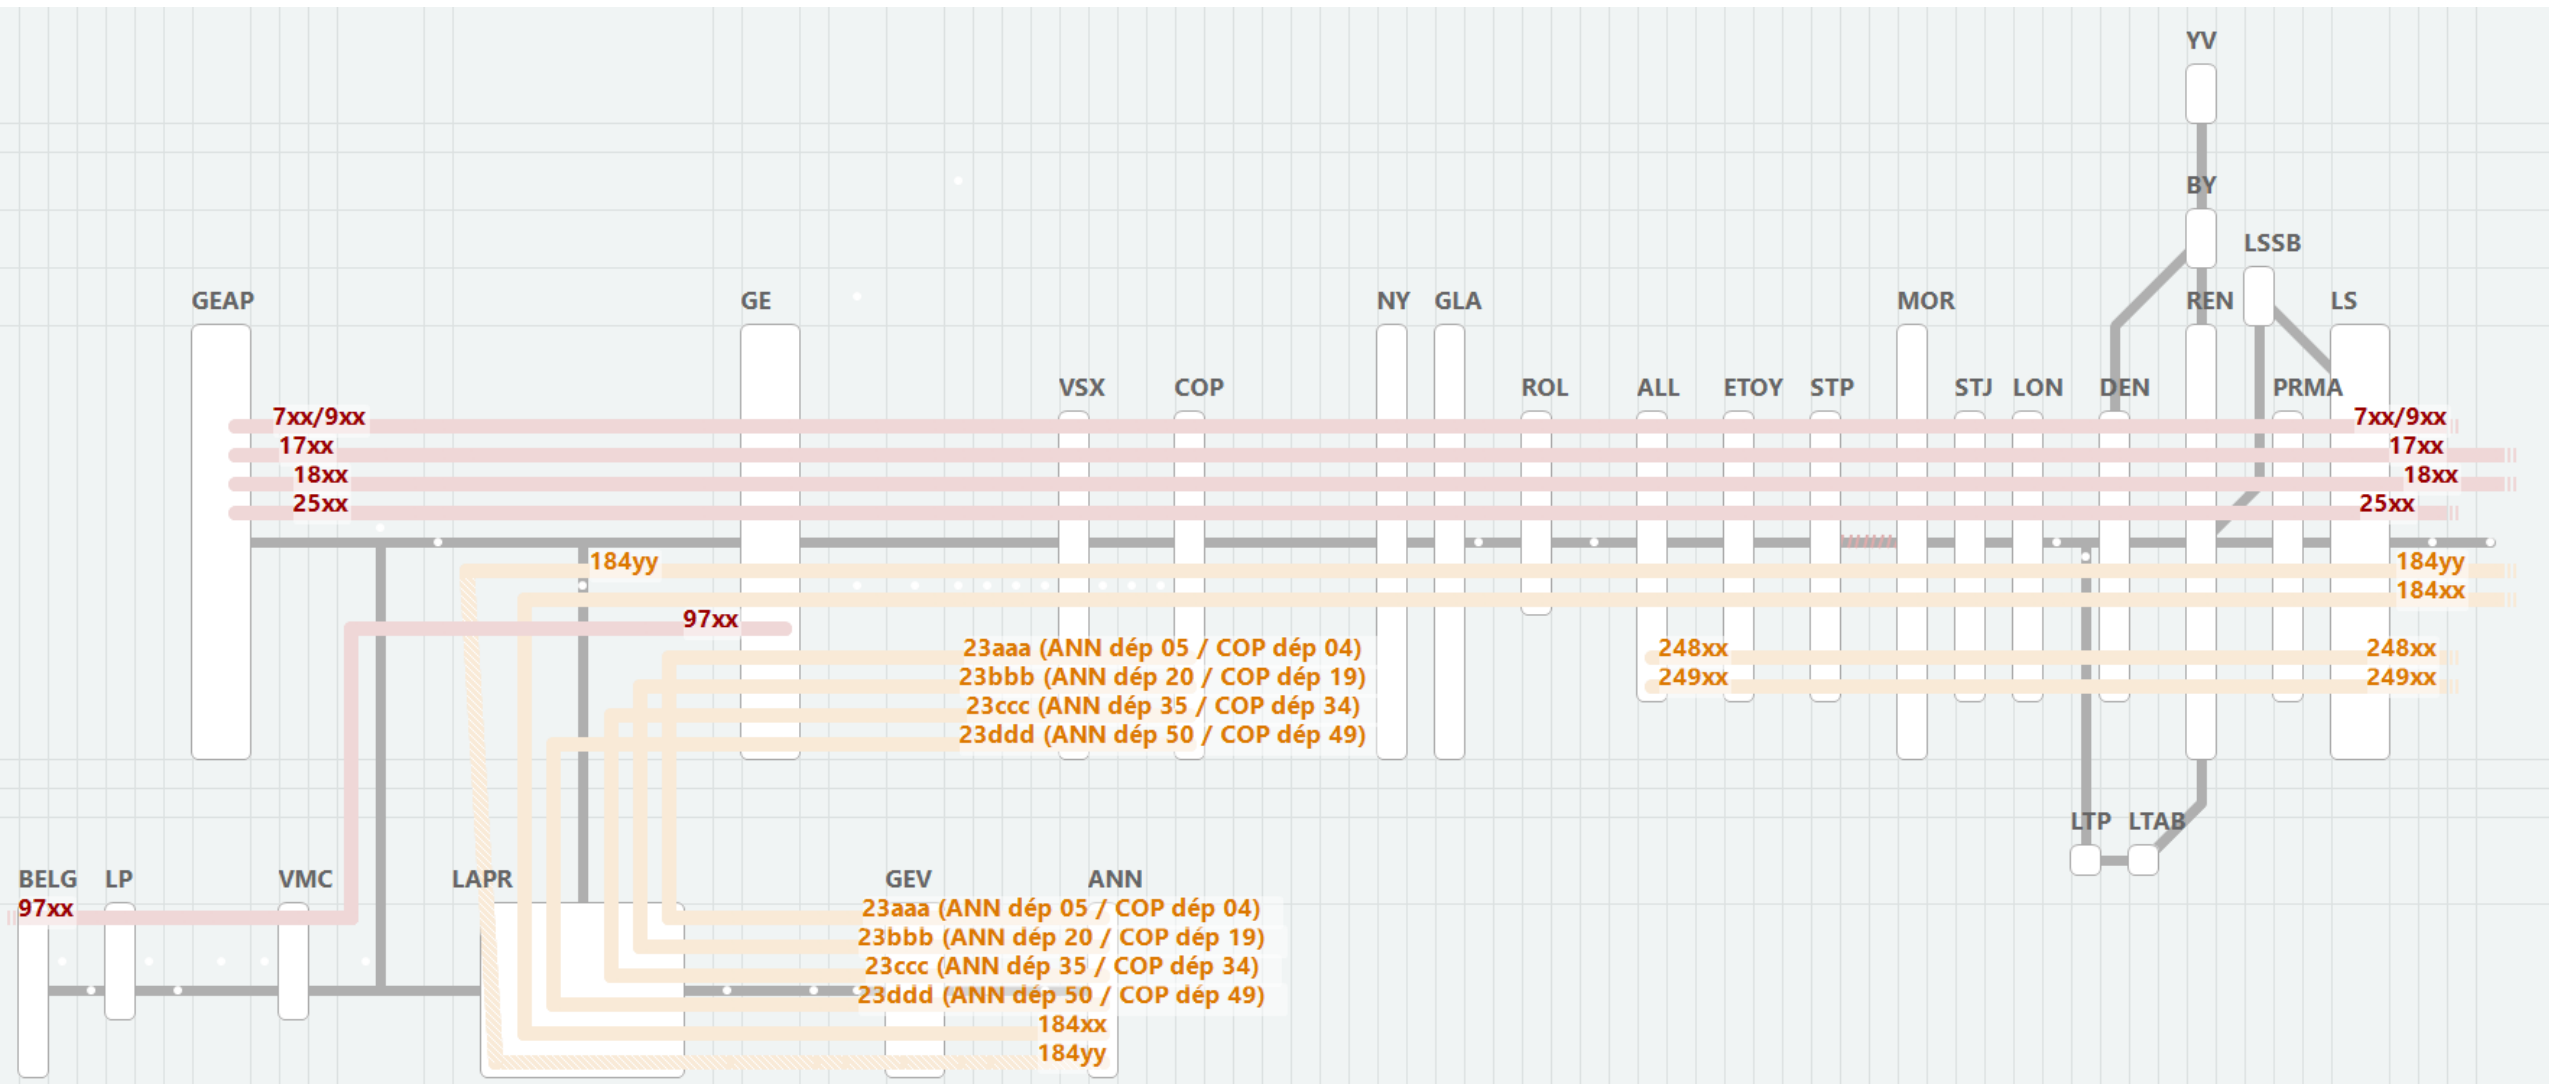 YV
BY
LSSB
GEAP GE NY GLA MOR REN LS
VSX COP ROL ALL ETOY STP STJ LON DEN PRMA
7xx/9xx 7xx/9xx
17xx 17xx
18xx 18xx
25xx 25xx
184yy 184yy
184xx
97xx
23aaa (ANN dép 05 / COP dép 04) 248xx 248xx
23bbb (ANN dép 20 / COP dép 19) 249xx 249xx
23ccc (ANN dép 35 / COP dép 34)
23ddd (ANN dép 50 / COP dép 49)
LTP LTAB
BELG LP VMC LAPR GEV ANN
97xx 23aaa (ANN dép 05 / COP dép 04)
23bbb (ANN dép 20 / COP dép 19)
23ccc (ANN dép 35 / COP dép 34)
23ddd (ANN dép 50 / COP dép 49)
184xx
184yy